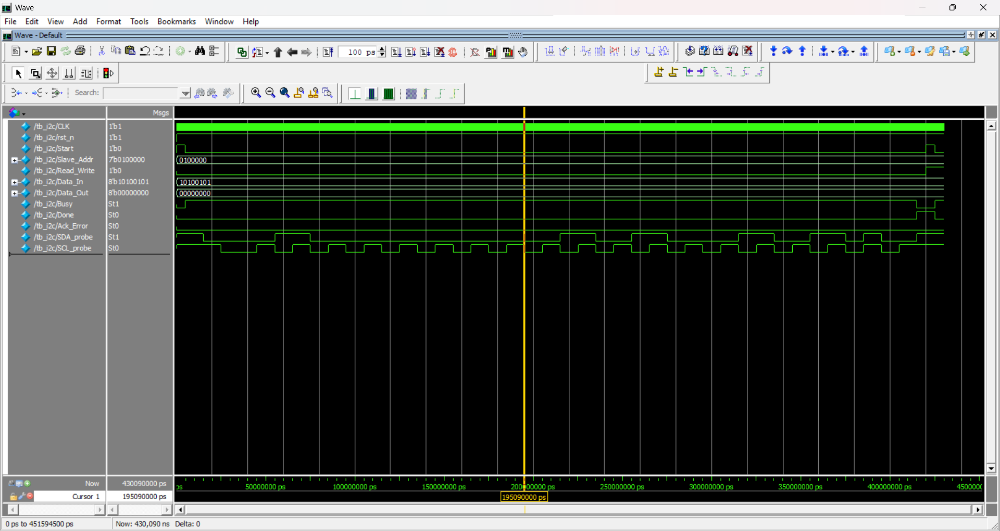 Wave
File Edit View Add Format Tools Bookmarks Window Help
Wave - Default
100 ps
Search:
Msgs
/tb_i2c/CLK 1'b1
/tb_i2c/rst_n 1'b1
/tb_i2c/Start 1'b0
/tb_i2c/Slave_Addr 7'b0100000 0100000
/tb_i2c/Read_Write 1'b0
/tb_i2c/Data_In 8'b10100101 10100101
/tb_i2c/Data_Out 8'b00000000 00000000
/tb_i2c/Busy St1
/tb_i2c/Done St0
/tb_i2c/Ack_Error St0
/tb_i2c/SDA_probe St1
/tb_i2c/SCL_probe St0
Now 430090000 ps ps 50000000 ps 100000000 ps 150000000 ps 200000000 ps 250000000 ps 300000000 ps 350000000 ps 400000000 ps 4500000
Cursor 1 195090000 ps 195090000 ps
0 ps to 451594500 ps Now: 430,090 ns Delta: 0